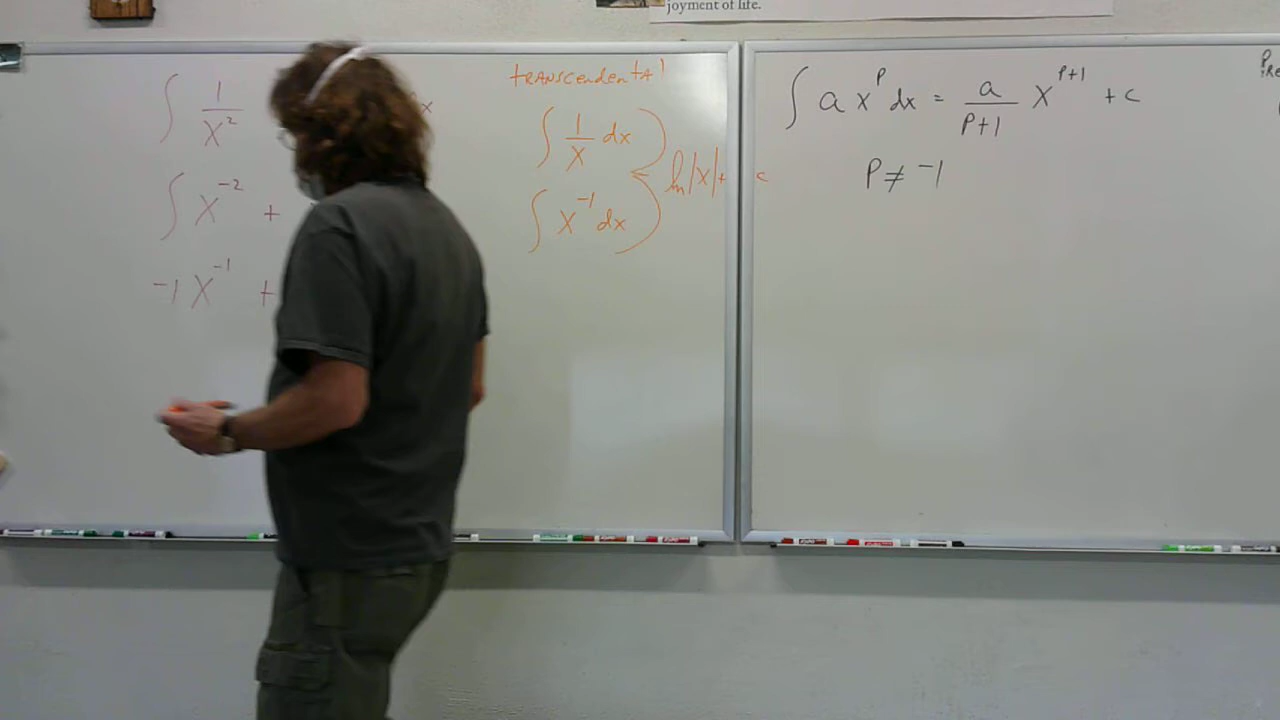 joyment of life.
∫ 1/x² x
∫ x⁻² +
-1 x⁻¹ +
transcendental
∫ 1/x dx
ln|x| + c
∫ x⁻¹ dx
∫ a x^p dx = a/(p+1) x^(p+1) + c
p ≠ -1